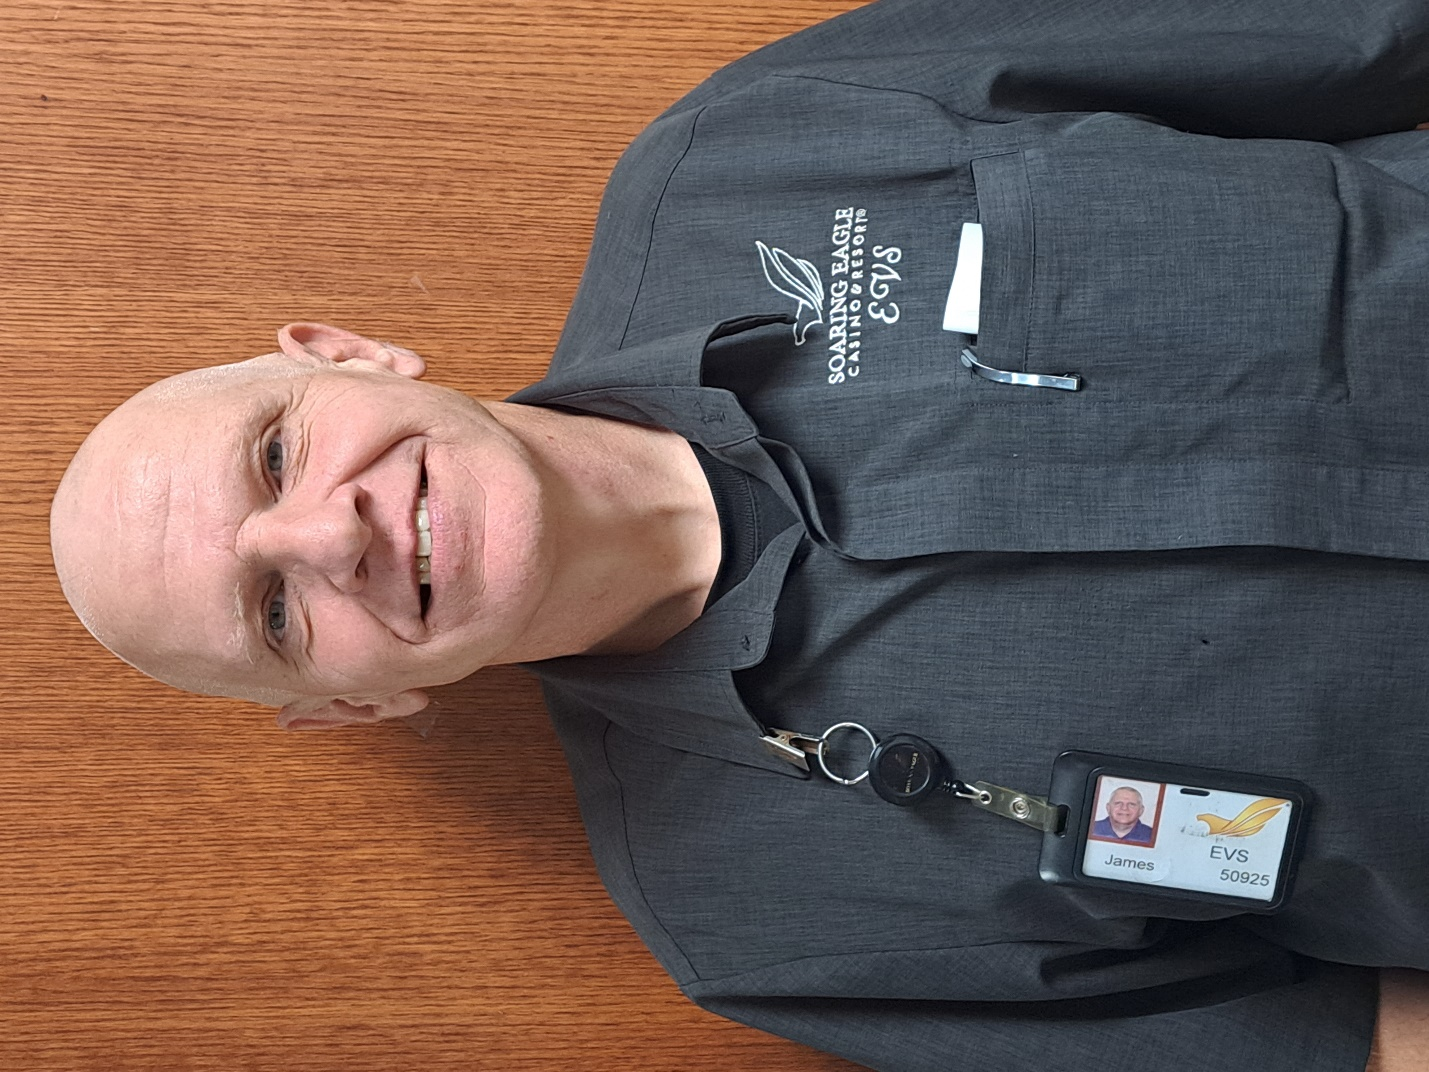 SOARING EAGLE
CASINO & RESORT®
EVS
James
EVS
50925